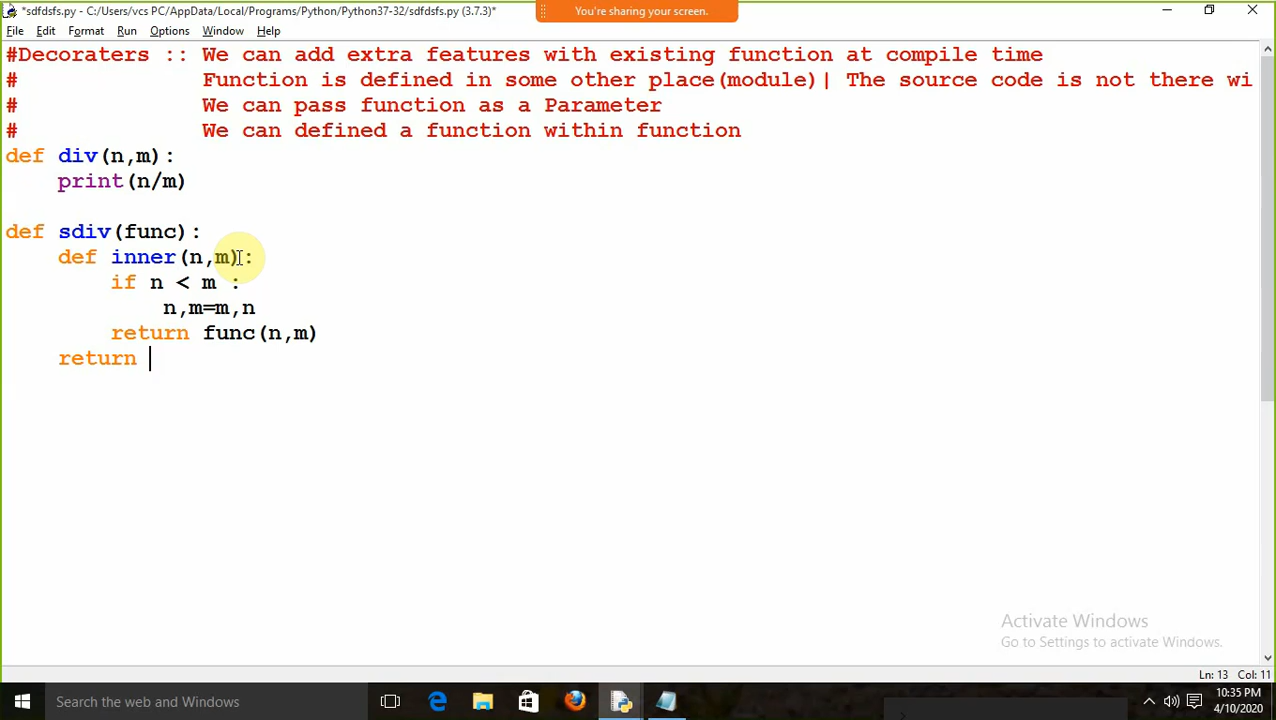 *sdfdsfs.py - C:/Users/vcs PC/AppData/Local/Programs/Python/Python37-32/sdfdsfs.py (3.7.3)*
You're sharing your screen.
File Edit Format Run Options Window Help
#Decoraters :: We can add extra features with existing function at compile time
# Function is defined in some other place(module)| The source code is not there wi
# We can pass function as a Parameter
# We can defined a function within function
def div(n,m):
print(n/m)
def sdiv(func):
def inner(n,m):
if n < m :
n,m=m,n
return func(n,m)
return
Activate Windows
Go to Settings to activate Windows.
Ln: 13 Col: 11
Search the web and Windows
10:35 PM
4/10/2020